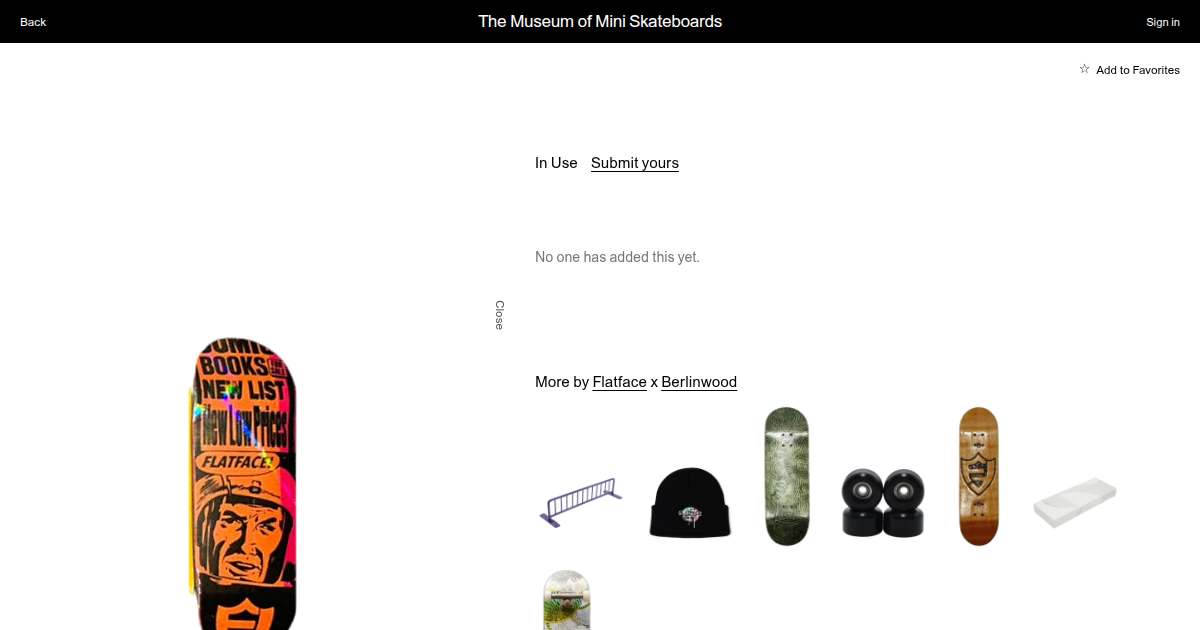 Back
The Museum of Mini Skateboards
Sign in
☆ Add to Favorites
In Use Submit yours
No one has added this yet.
Close
More by Flatface x Berlinwood
BOOKS
NEW LIST
New Low Prices
FLATFACE!